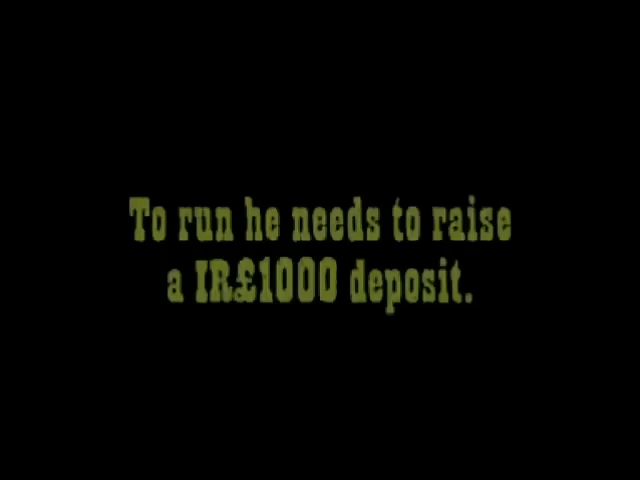 To run he needs to raise
a IR£1000 deposit.